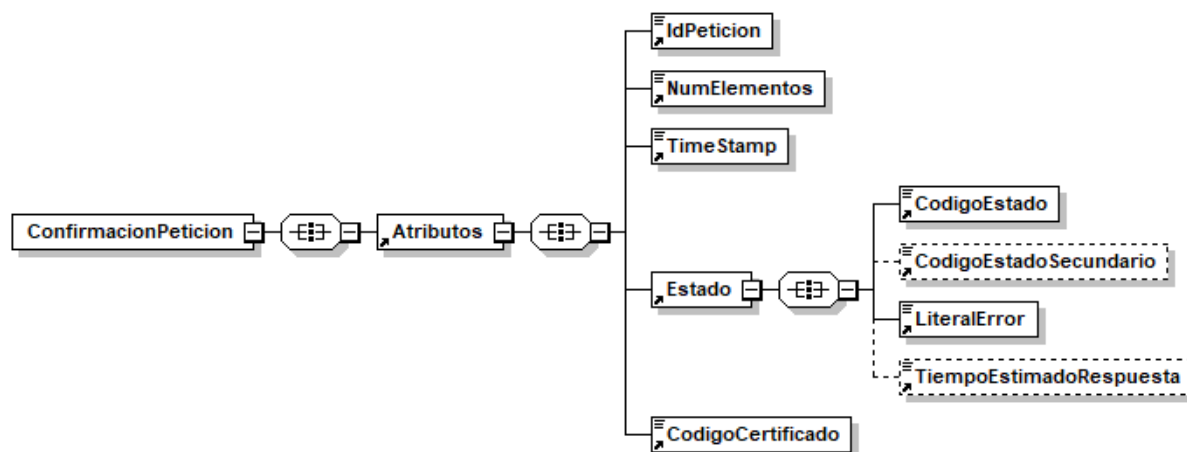 IdPeticion
NumElementos
TimeStamp
CodigoEstado
ConfirmacionPeticion
Atributos
CodigoEstadoSecundario
Estado
LiteralError
TiempoEstimadoRespuesta
CodigoCertificado